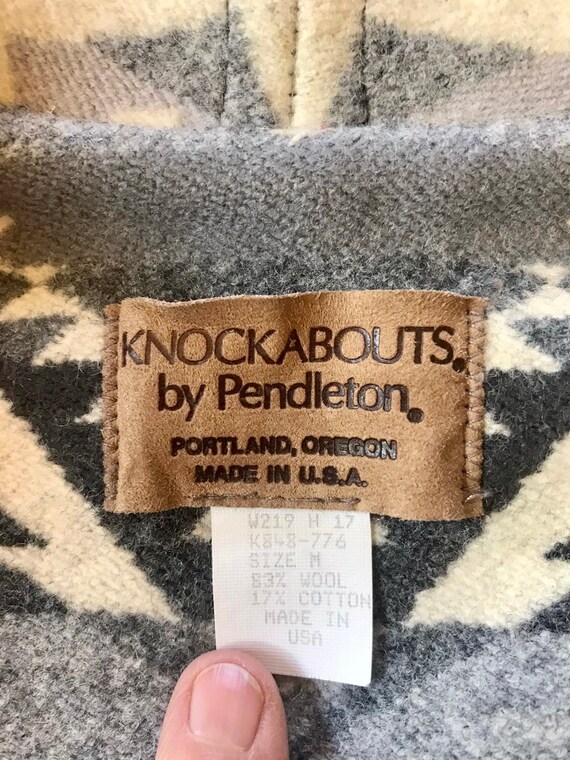 KNOCKABOUTS®
by Pendleton®
PORTLAND, OREGON
MADE IN U.S.A.
W219 H 17
K848-776
SIZE M
83% WOOL
17% COTTON
MADE IN
USA